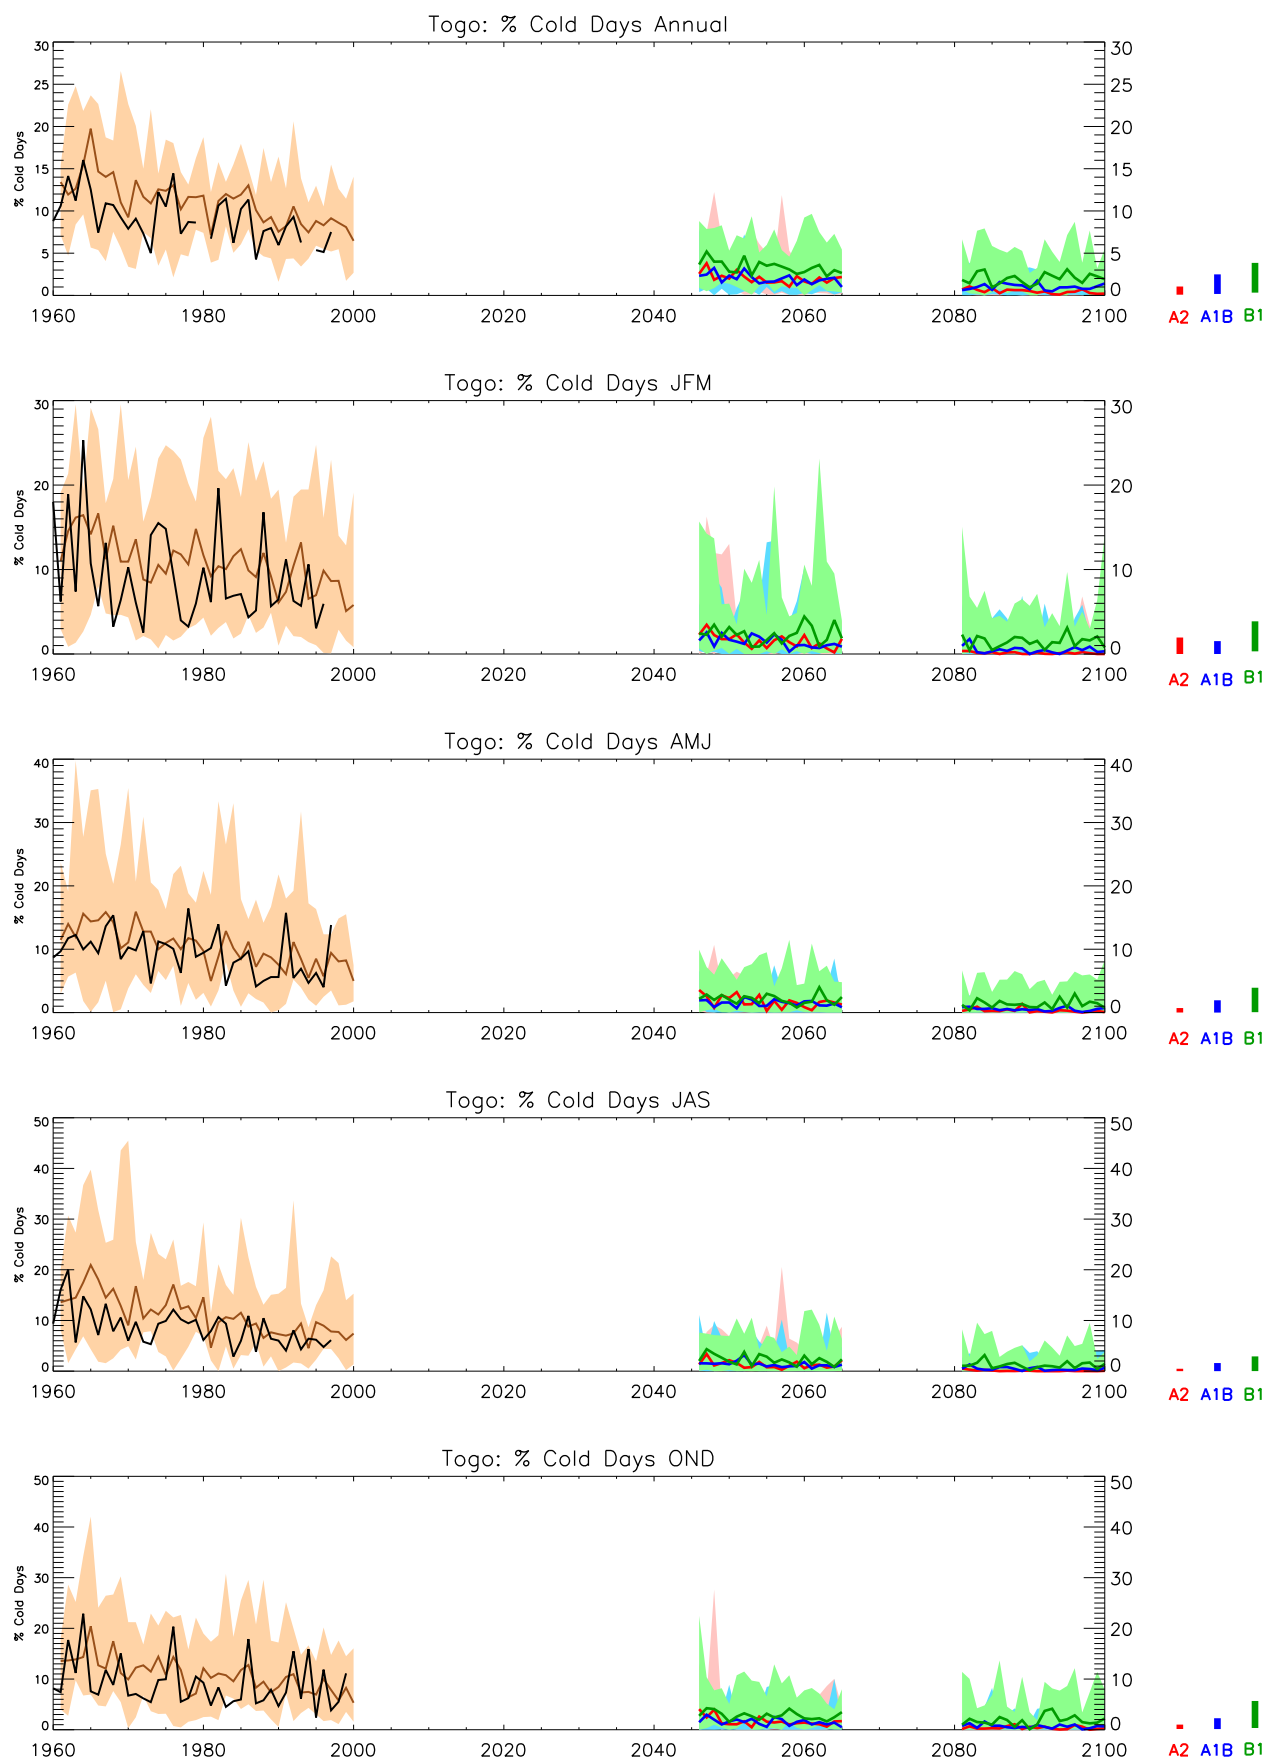 Togo: % Cold Days Annual
30 30
25
20 20
15 15
10 10
5 5
0 0
% Cold Days
1960 1980 2000 2020 2040 2060 2080 2100
A2 A1B B1
Togo: % Cold Days JFM
30 30
20 20
10 10
0 0
% Cold Days
1960 1980 2000 2020 2040 2060 2080 2100
A2 A1B B1
Togo: % Cold Days AMJ
40 40
30 30
20 20
10 10
0 0
% Cold Days
1960 1980 2000 2020 2040 2060 2080 2100
A2 A1B B1
Togo: % Cold Days JAS
50 50
40 40
30 30
20 20
10 10
0 0
% Cold Days
1960 1980 2000 2020 2040 2060 2080 2100
A2 A1B B1
Togo: % Cold Days OND
50 50
40 40
30 30
20 20
10 10
0 0
% Cold Days
1960 1980 2000 2020 2040 2060 2080 2100
A2 A1B B1